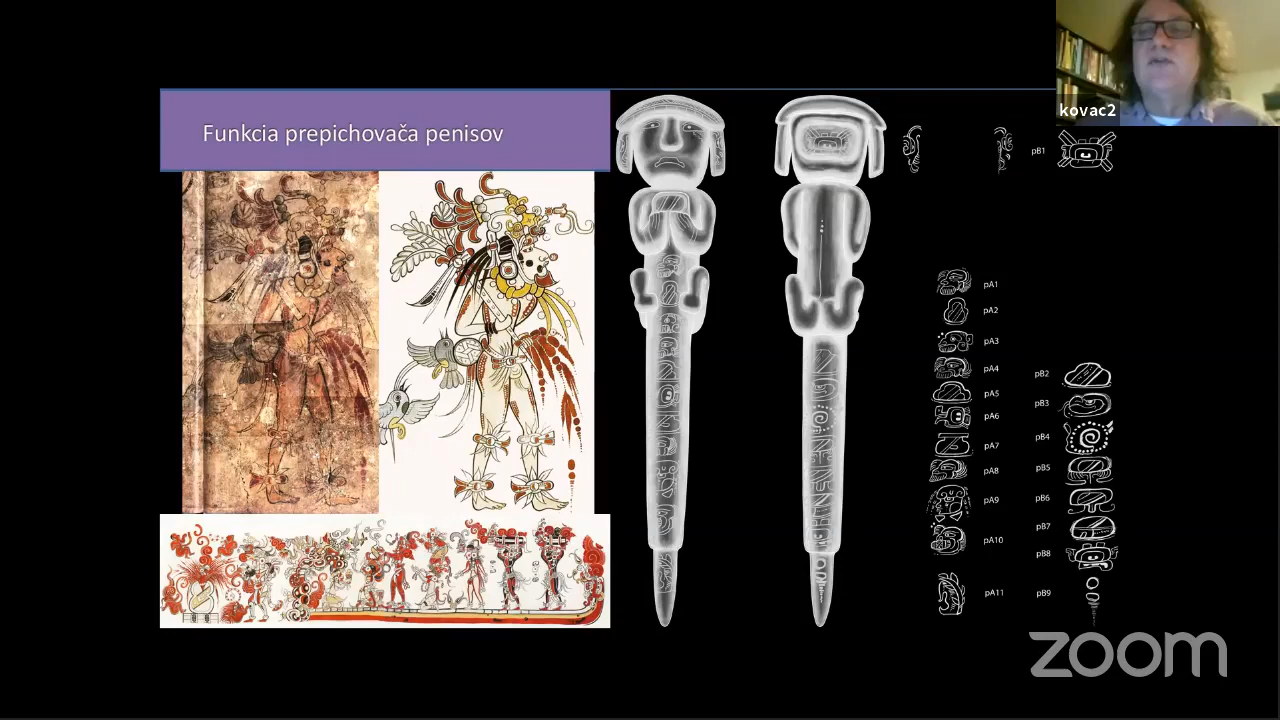 Funkcia prepichovača penisov
kovac2
pB1
pA1
pA2
pA3
pA4
pA5
pA6
pA7
pA8
pA9
pA10
pA11
pB2
pB3
pB4
pB5
pB6
pB7
pB8
pB9
zoom